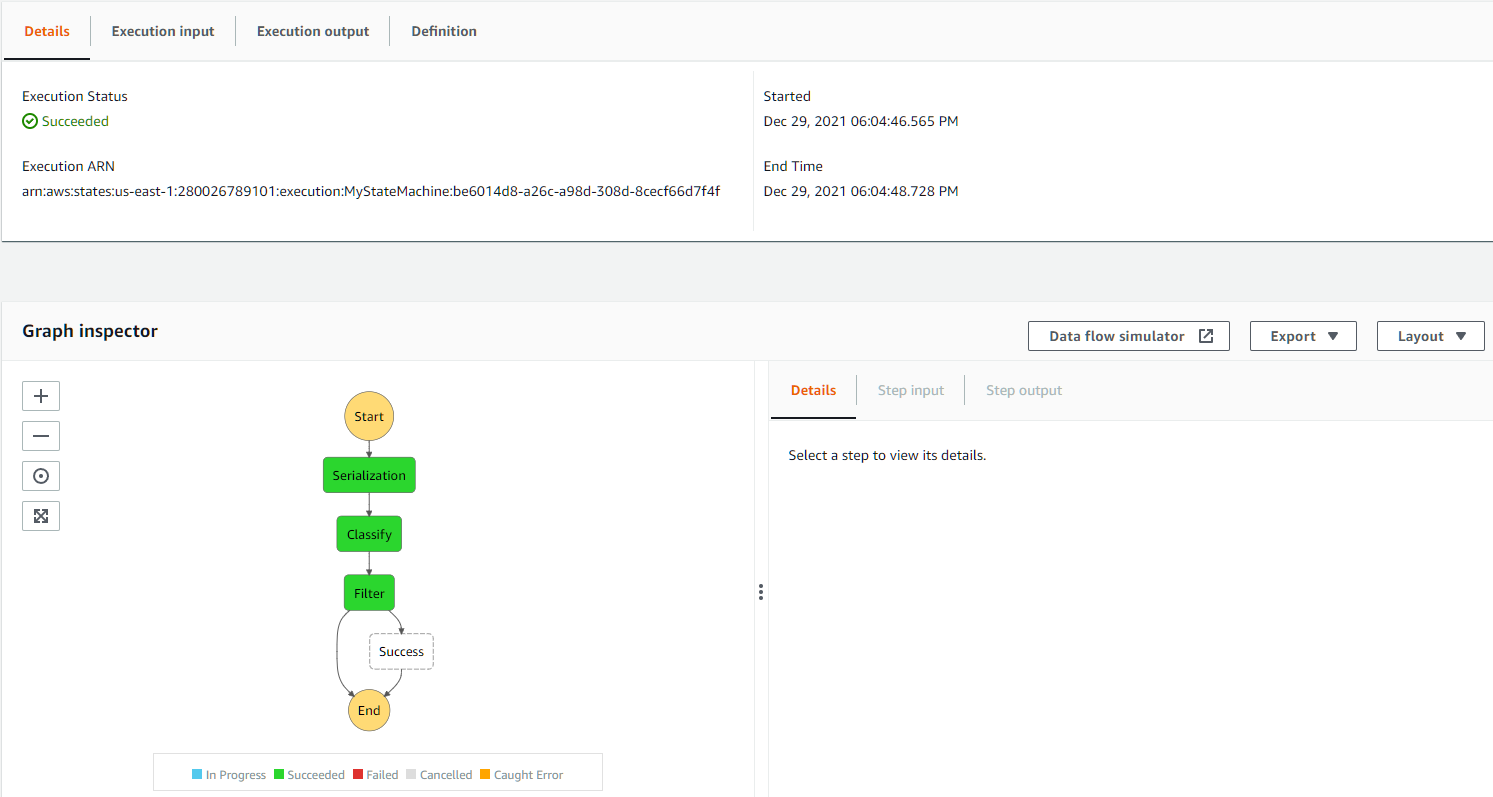 Details Execution input Execution output Definition
Execution Status
Succeeded
Execution ARN
arn:aws:states:us-east-1:280026789101:execution:MyStateMachine:be6014d8-a26c-a98d-308d-8cecf66d7f4f
Started
Dec 29, 2021 06:04:46.565 PM
End Time
Dec 29, 2021 06:04:48.728 PM
Graph inspector
Data flow simulator Export Layout
Start
Serialization
Classify
Filter
Success
End
In Progress Succeeded Failed Cancelled Caught Error
Details Step input Step output
Select a step to view its details.